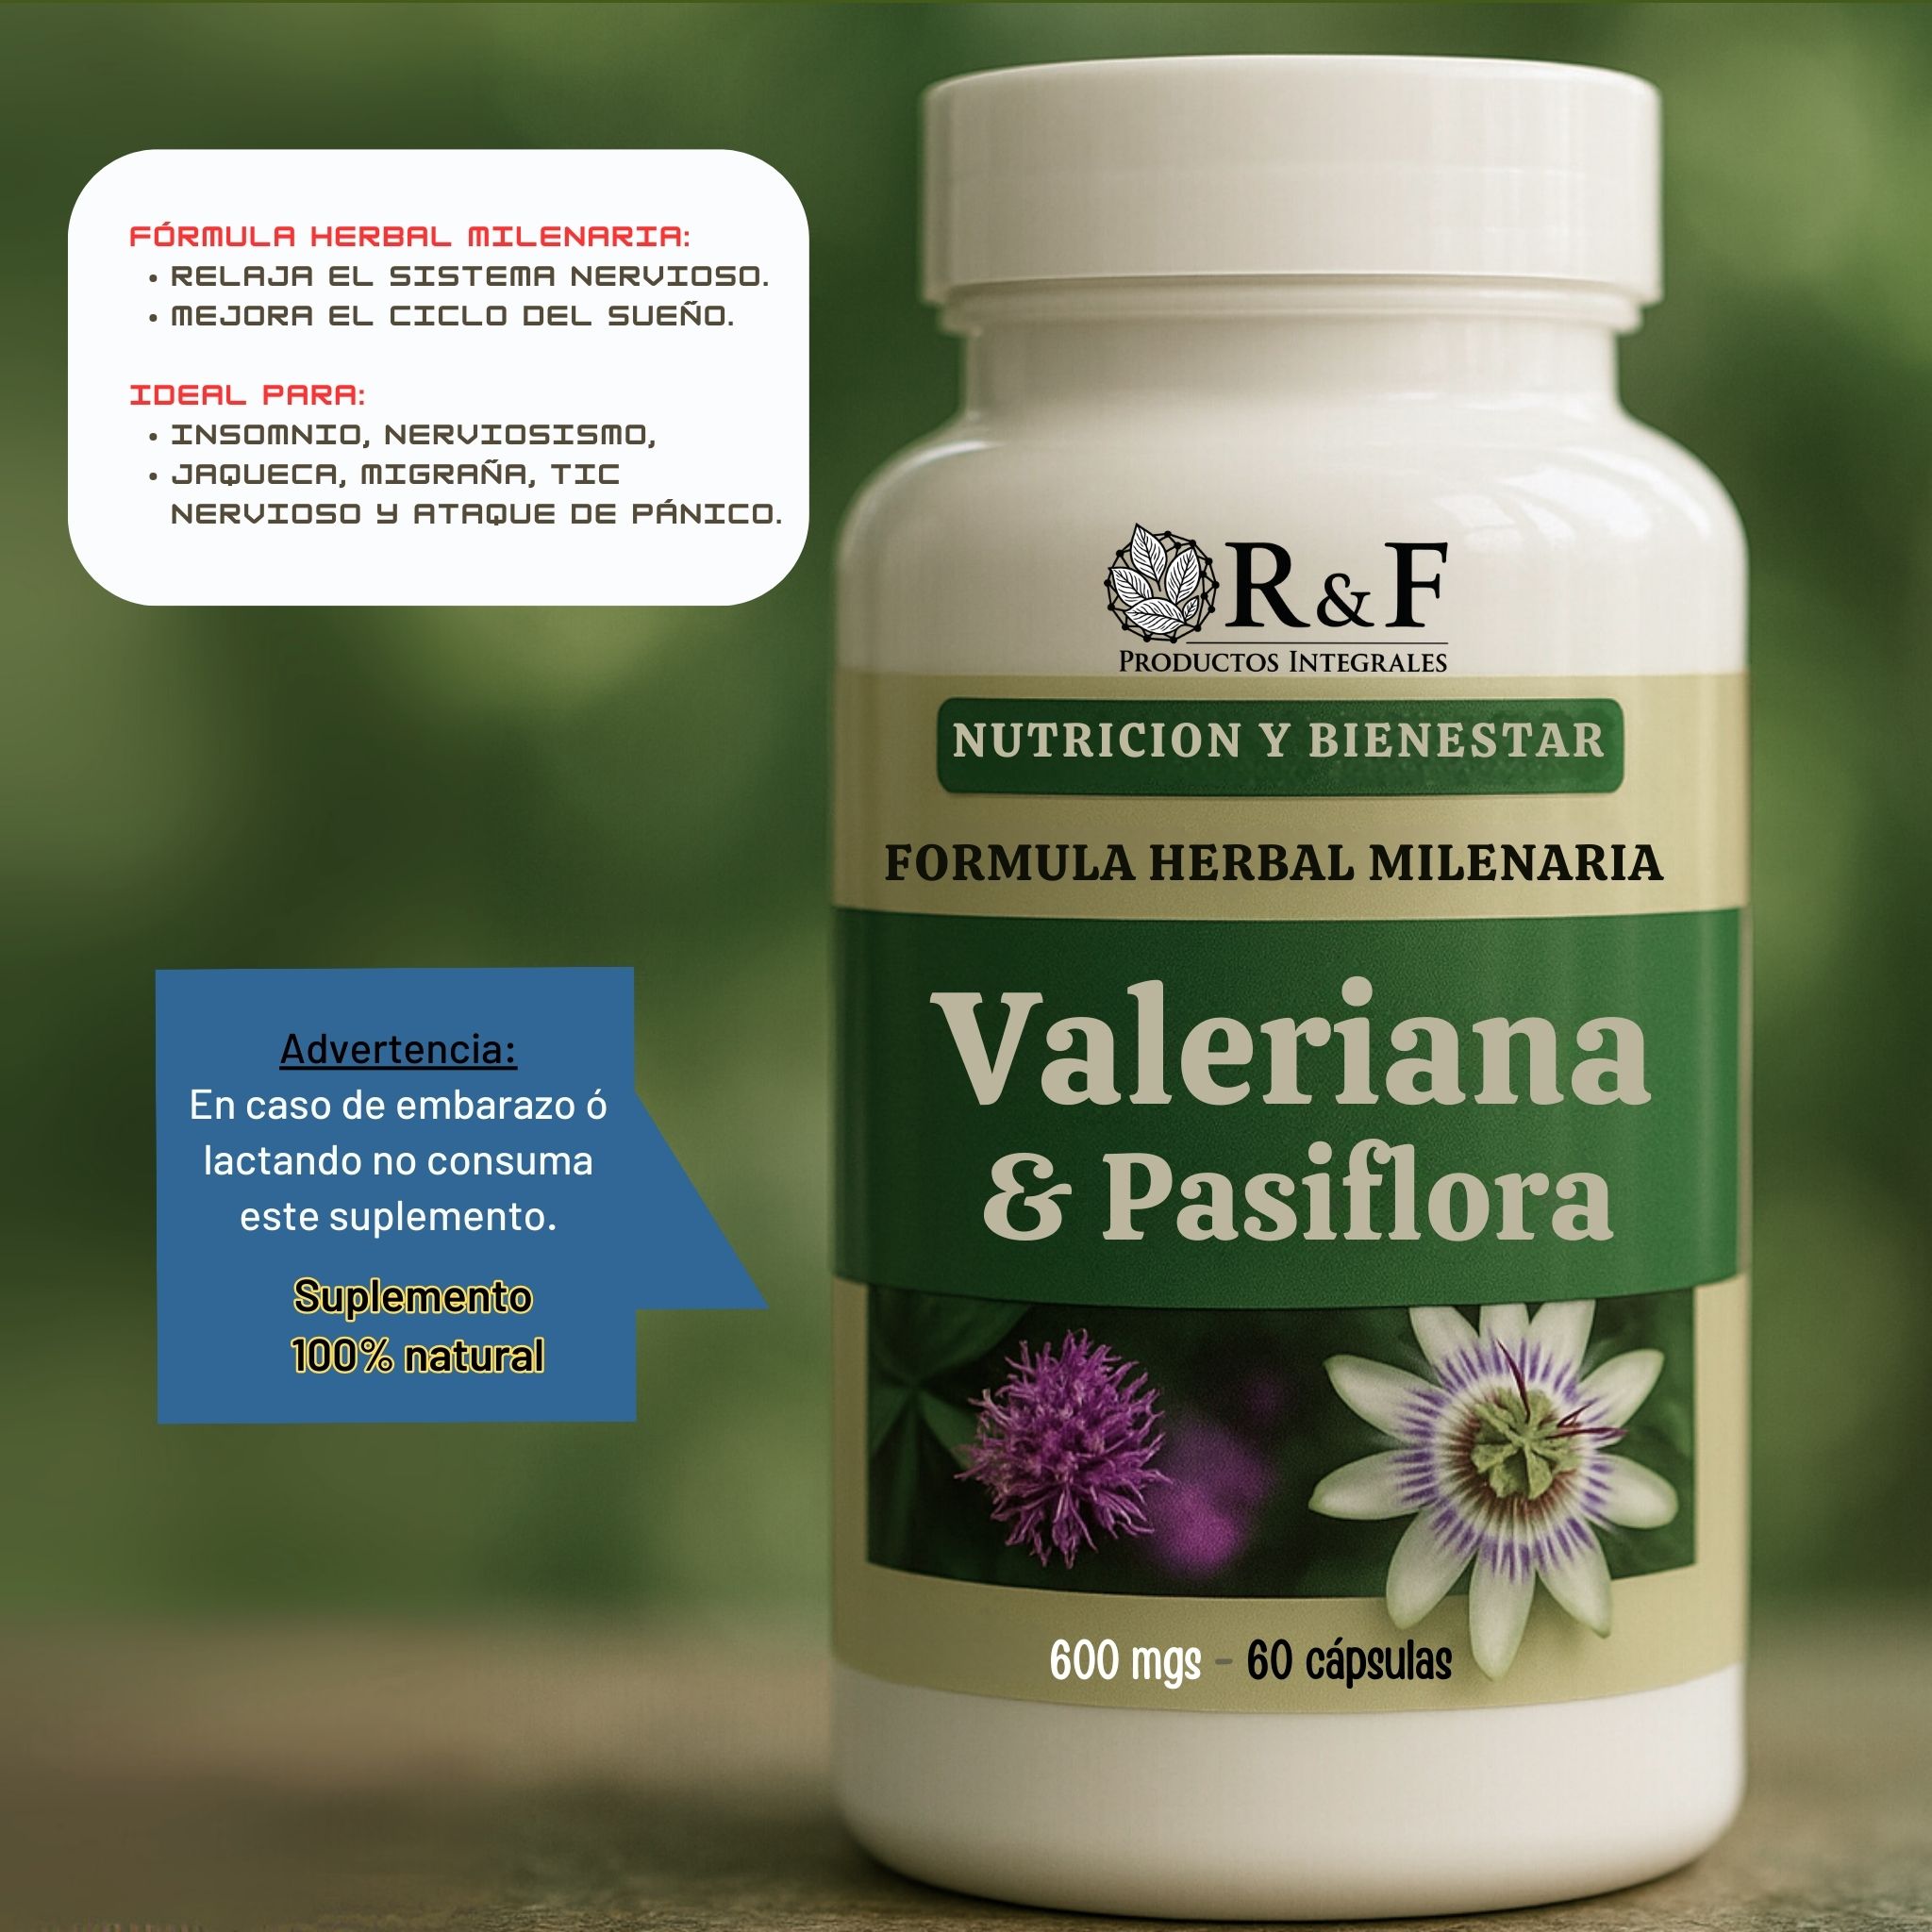 FÓRMULA HERBAL MILENARIA:
• RELAJA EL SISTEMA NERVIOSO.
• MEJORA EL CICLO DEL SUEÑO.
IDEAL PARA:
• INSOMNIO, NERVIOSISMO,
• JAQUECA, MIGRAÑA, TIC
NERVIOSO Y ATAQUE DE PÁNICO.
R & F
PRODUCTOS INTEGRALES
NUTRICION Y BIENESTAR
FORMULA HERBAL MILENARIA
Valeriana
& Pasiflora
600 mgs - 60 cápsulas
Advertencia:
En caso de embarazo ó
lactando no consuma
este suplemento.
Suplemento
100% natural